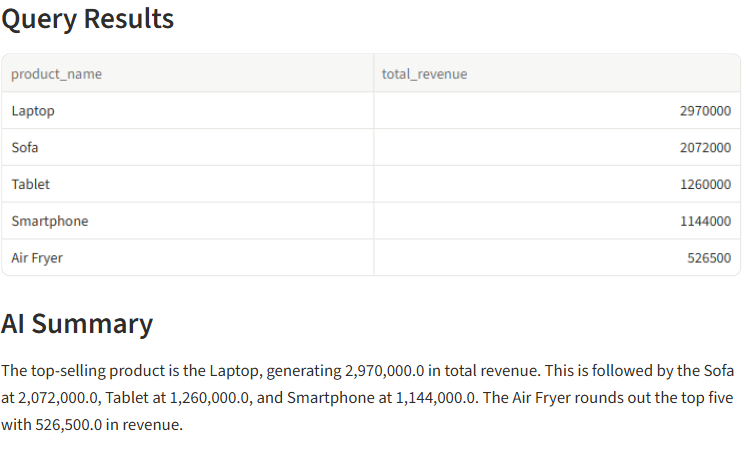 Query Results
product_name total_revenue
Laptop 2970000
Sofa 2072000
Tablet 1260000
Smartphone 1144000
Air Fryer 526500
AI Summary
The top-selling product is the Laptop, generating 2,970,000.0 in total revenue. This is followed by the Sofa
at 2,072,000.0, Tablet at 1,260,000.0, and Smartphone at 1,144,000.0. The Air Fryer rounds out the top five
with 526,500.0 in revenue.